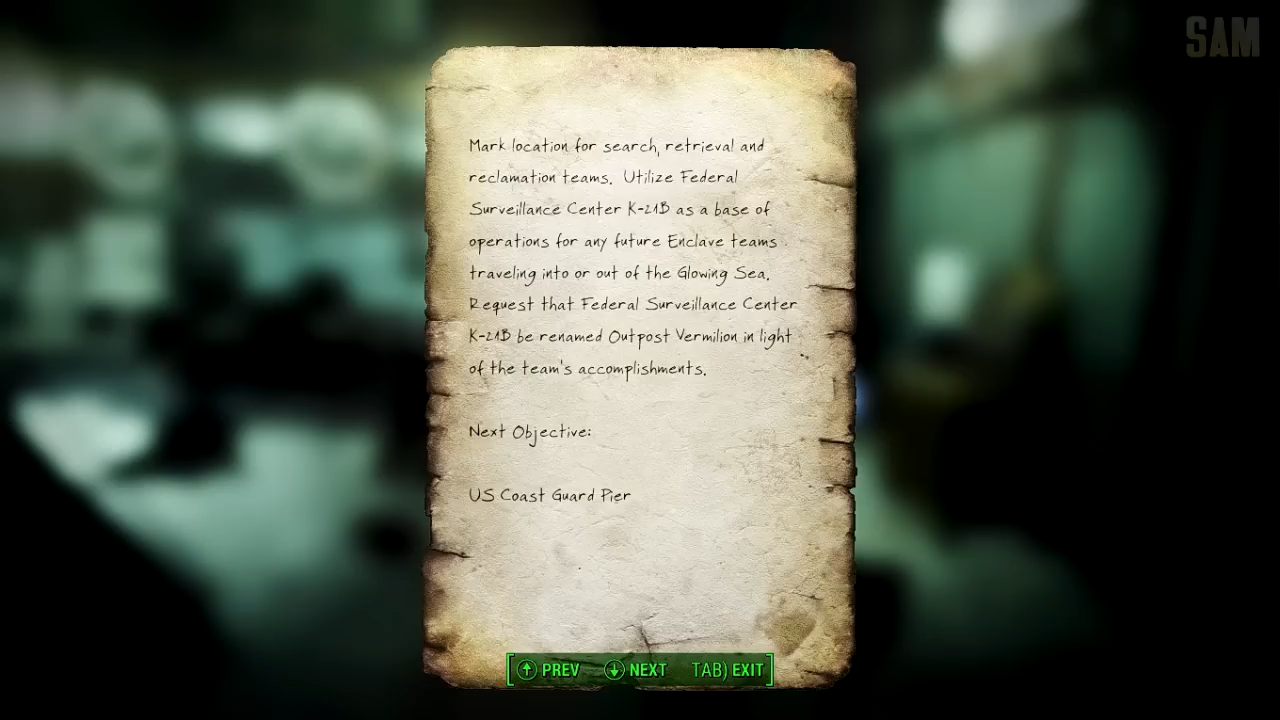 SAM
Mark location for search, retrieval and
reclamation teams. Utilize Federal
Surveillance Center K-21B as a base of
operations for any future Enclave teams
traveling into or out of the Glowing Sea.
Request that Federal Surveillance Center
K-21B be renamed Outpost Vermilion in light
of the team's accomplishments.
Next Objective:
US Coast Guard Pier
PREV NEXT TAB) EXIT